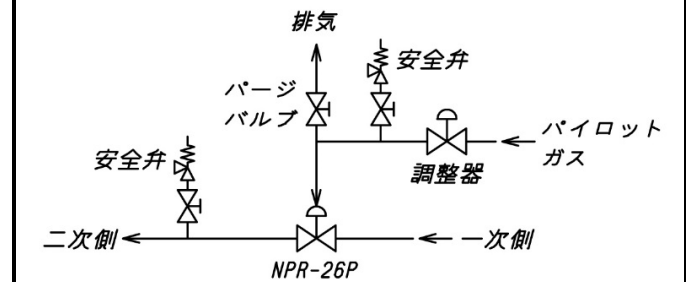 排気
安全弁
パージ
バルブ
パイロット
ガス
調整器
安全弁
二次側
一次側
NPR-26P